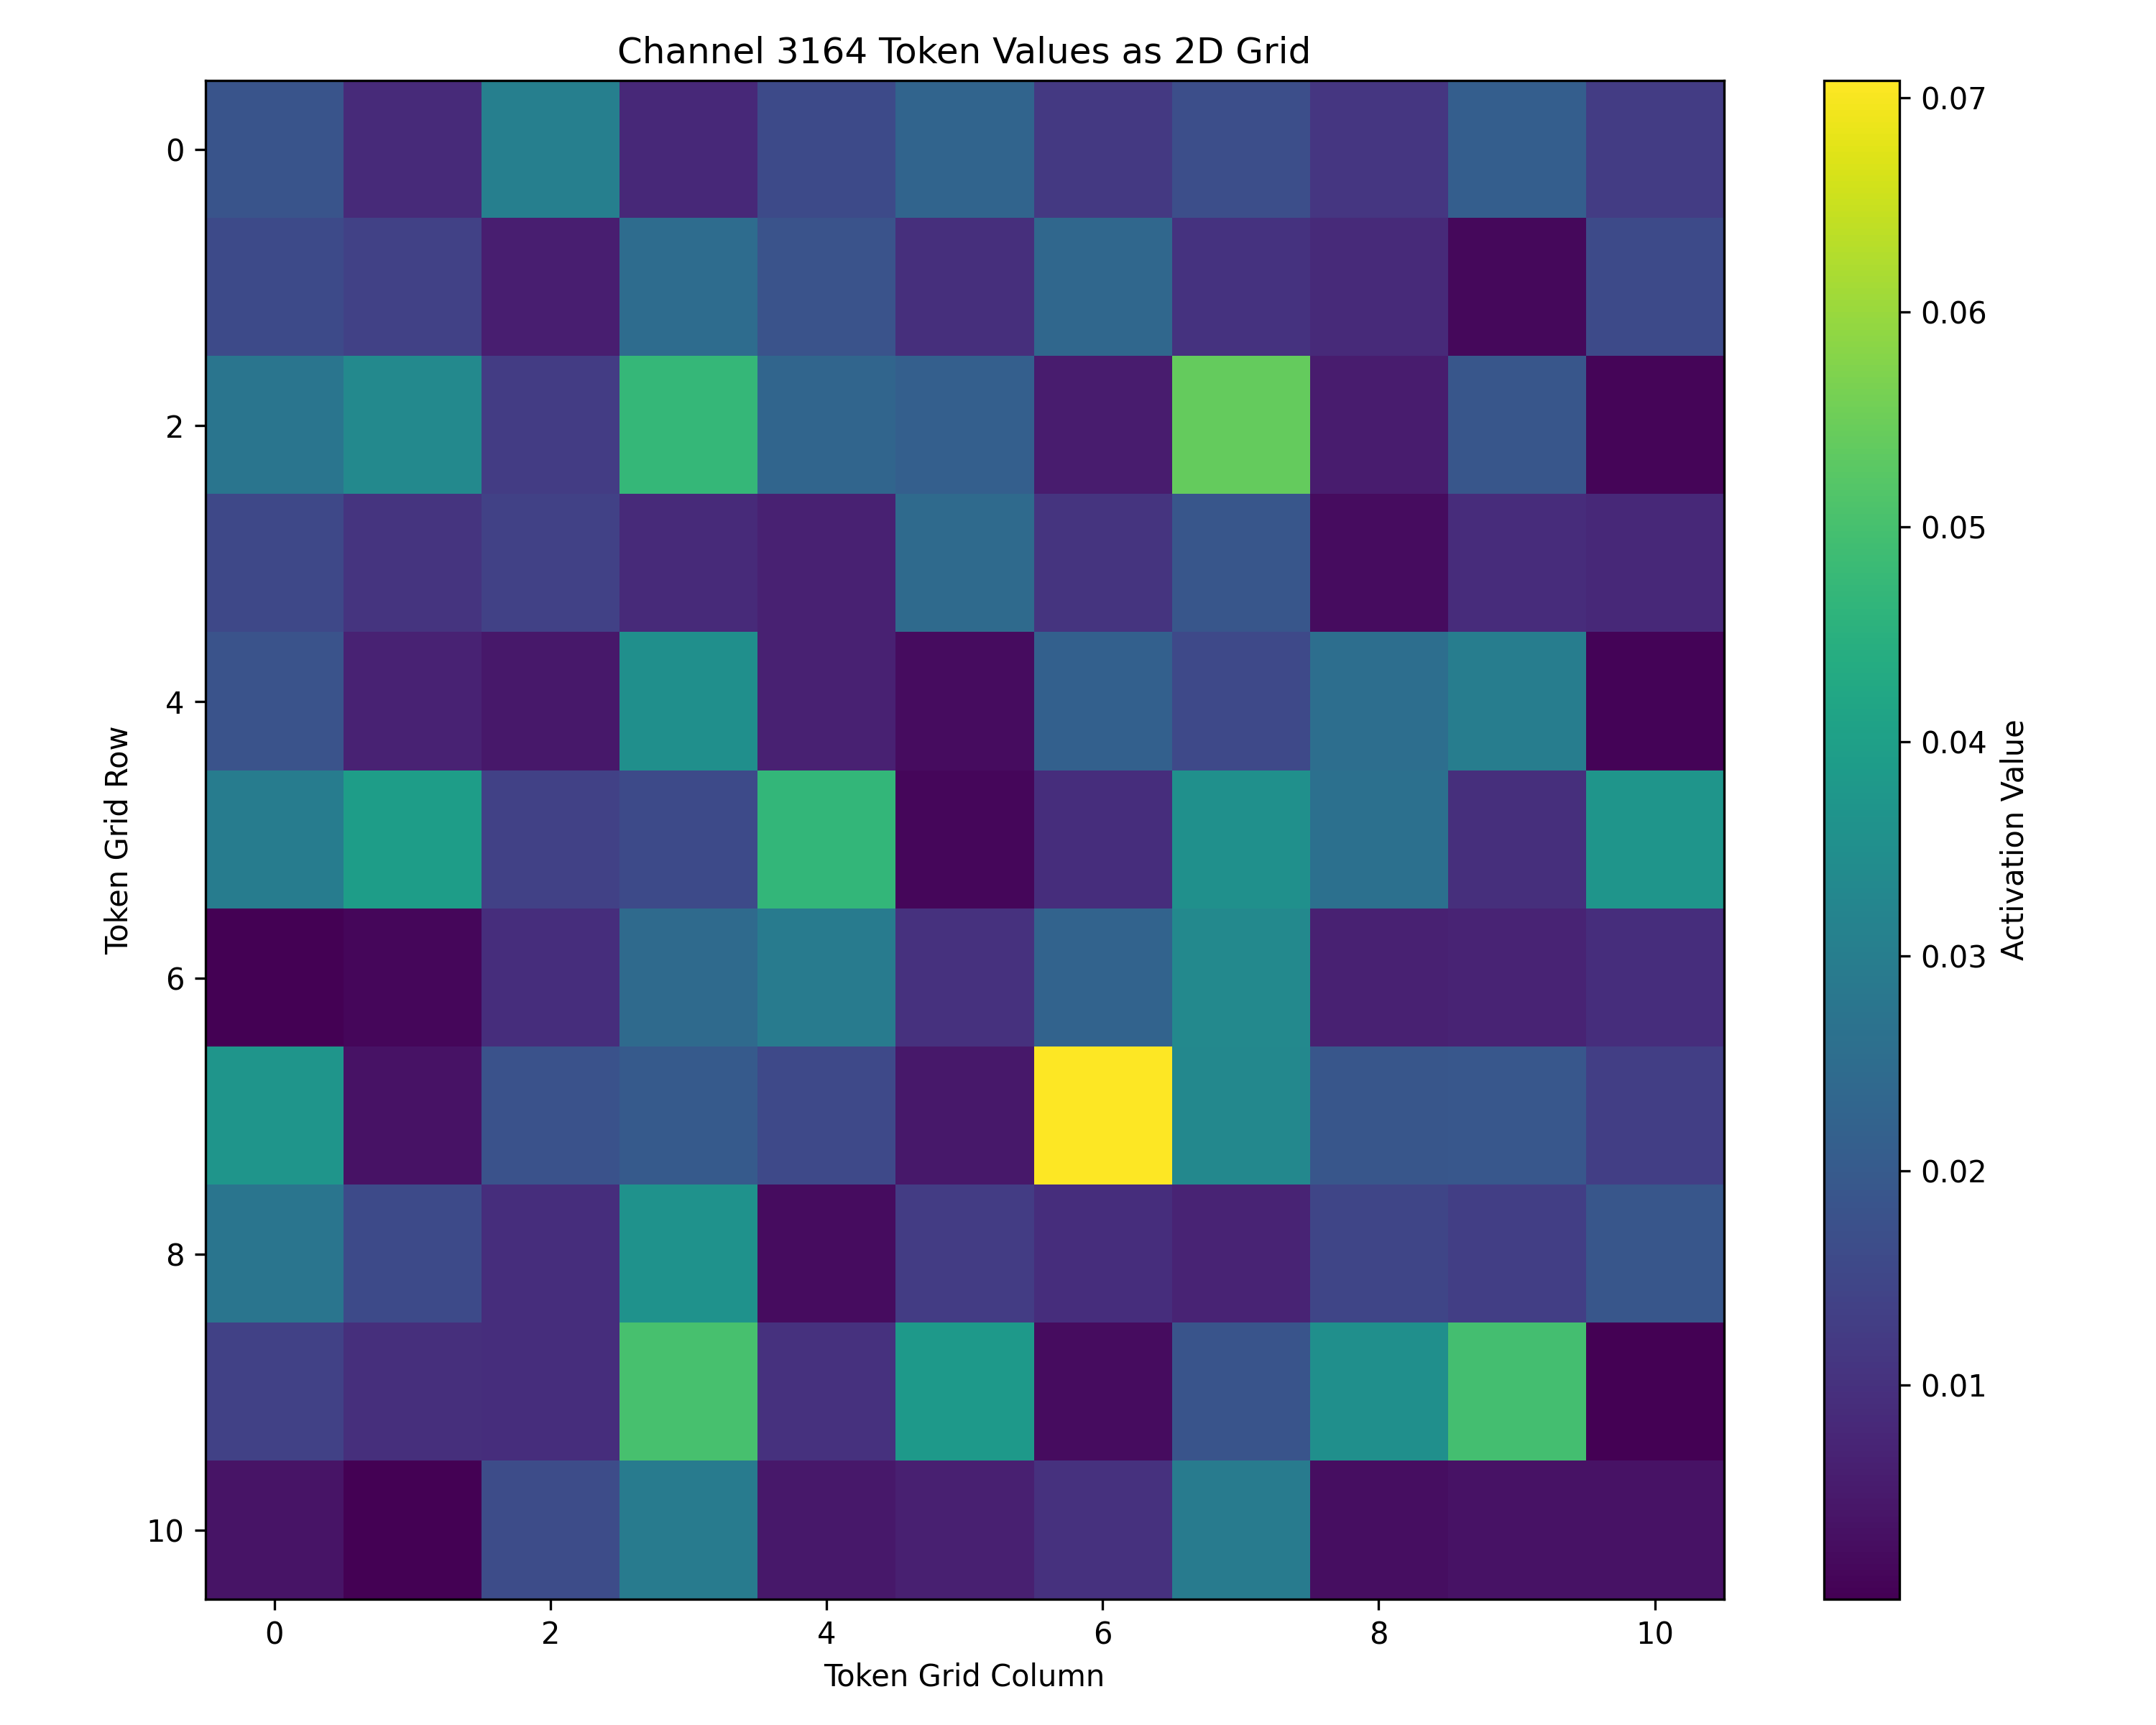 Channel 3164 Token Values as 2D Grid
0
2
4
6
8
10
Token Grid Row
0 2 4 6 8 10
Token Grid Column
0.07
0.06
0.05
0.04
0.03
0.02
0.01
Activation Value